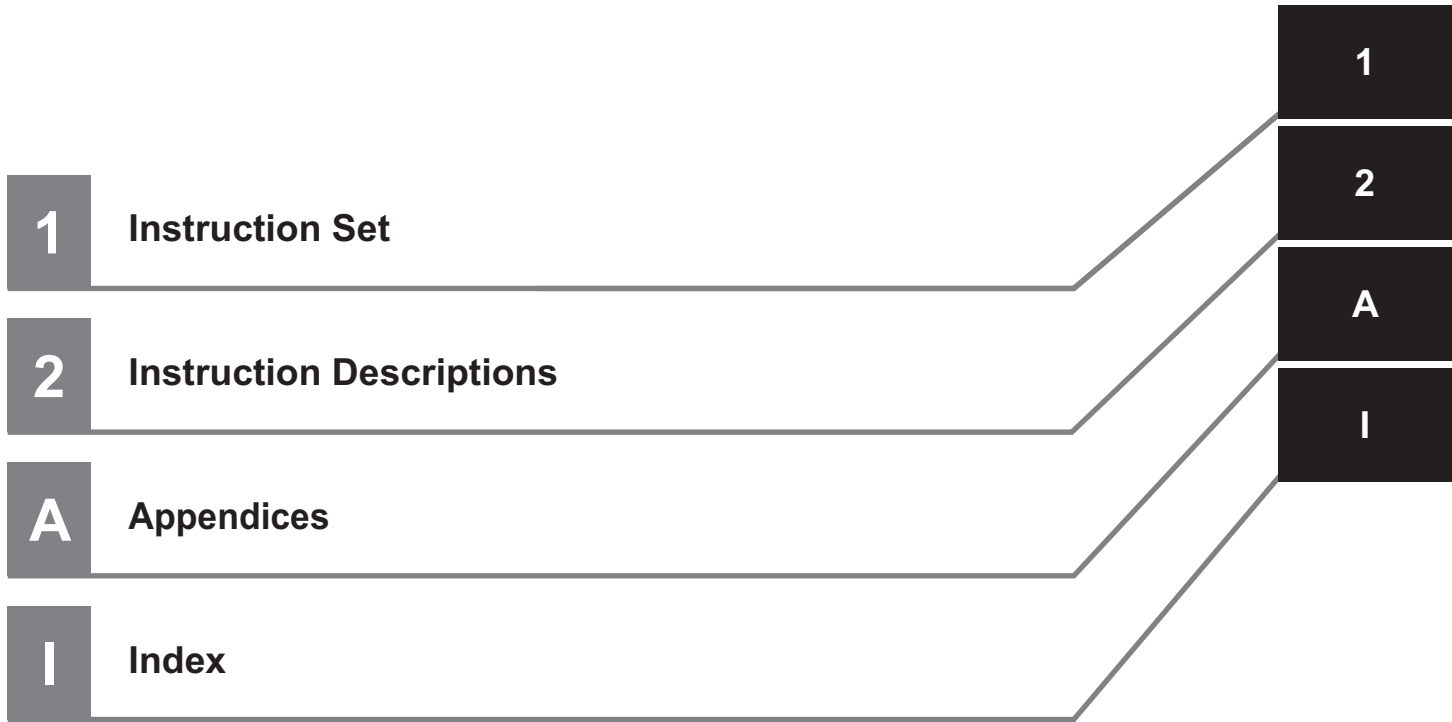 1 Instruction Set
2 Instruction Descriptions
A Appendices
I Index
1
2
A
I